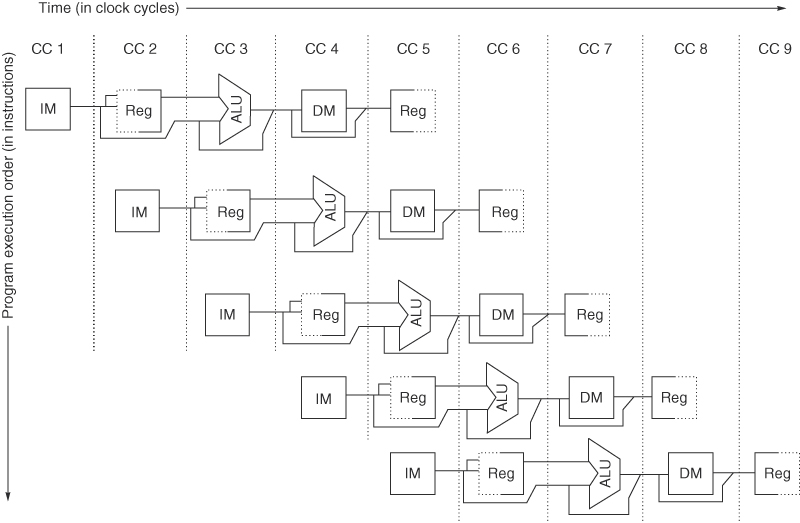 Time (in clock cycles)
CC 1 CC 2 CC 3 CC 4 CC 5 CC 6 CC 7 CC 8 CC 9
Program execution order (in instructions)
IM Reg ALU DM Reg
IM Reg ALU DM Reg
IM Reg ALU DM Reg
IM Reg ALU DM Reg
IM Reg ALU DM Reg